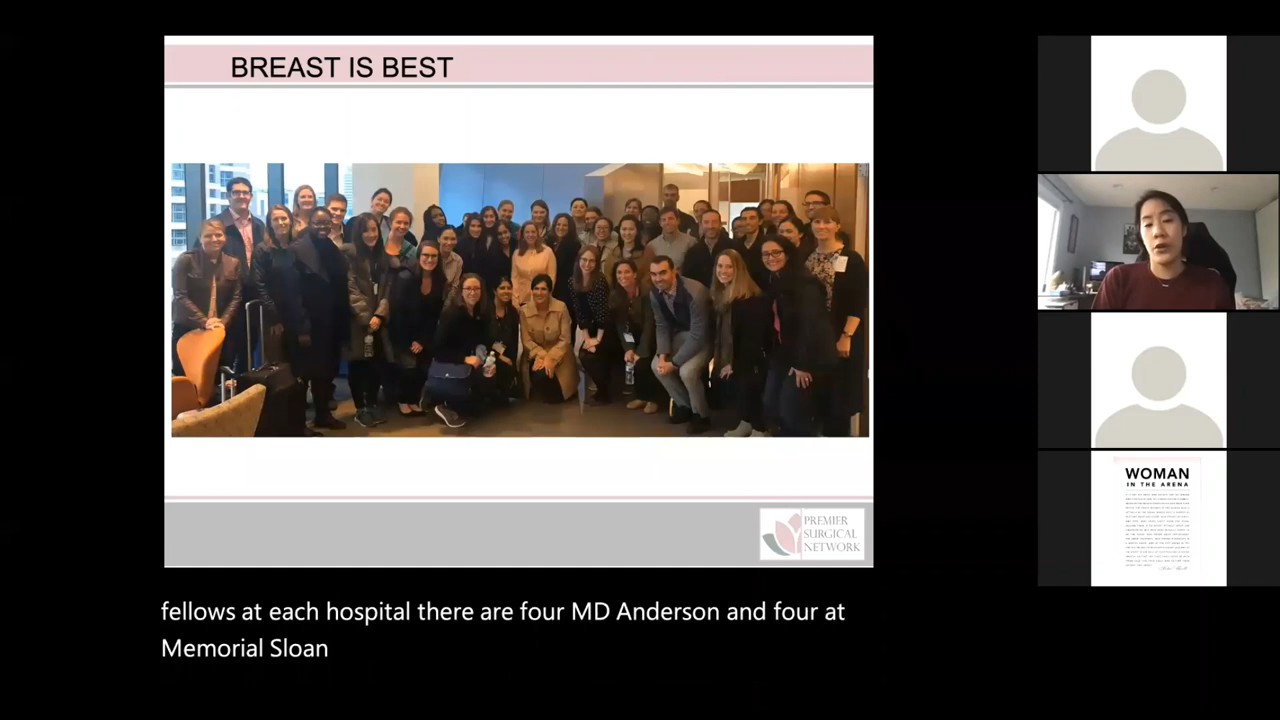 BREAST IS BEST
PREMIER
SURGICAL
NETWORK
fellows at each hospital there are four MD Anderson and four at
Memorial Sloan
WOMAN
IN THE ARENA